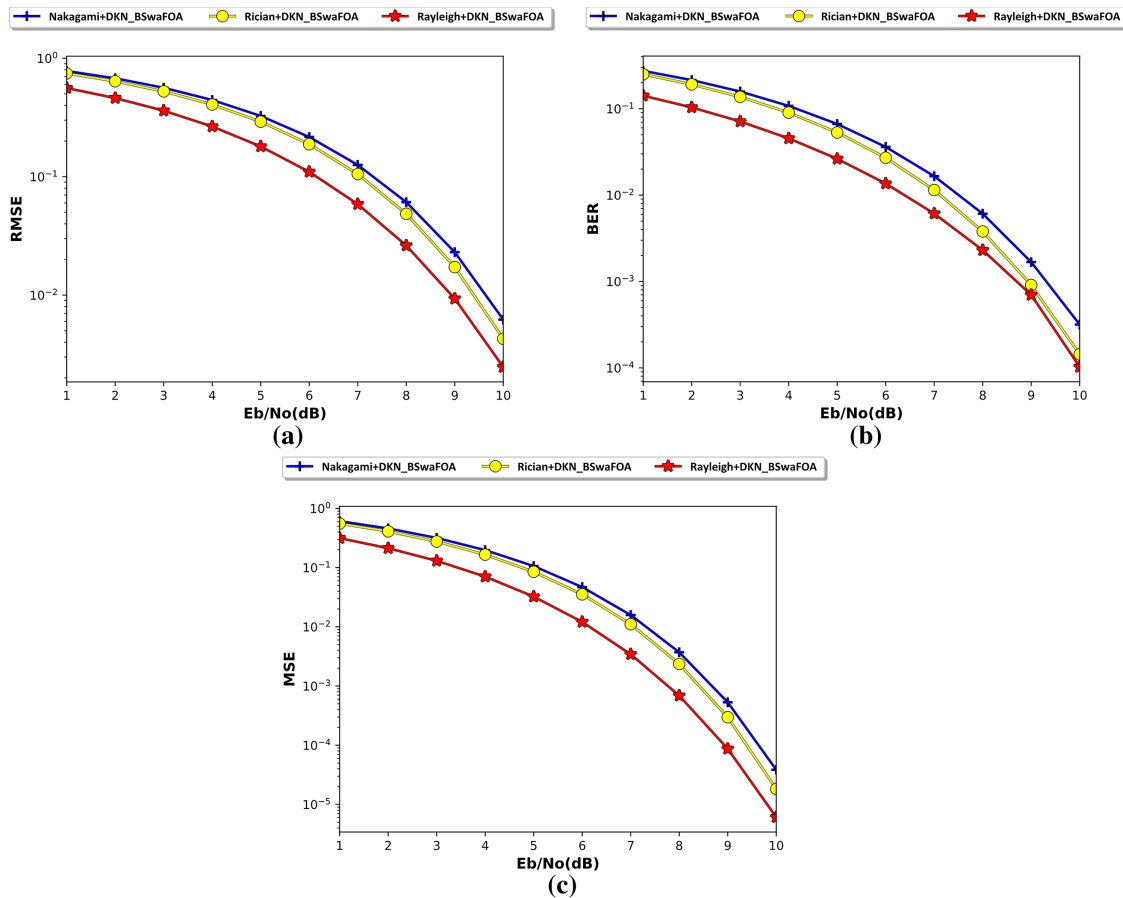 Nakagami+DKN_BSwaFOA Rician+DKN_BSwaFOA Rayleigh+DKN_BSwaFOA
10^0
10^-1
10^-2
RMSE
1 2 3 4 5 6 7 8 9 10
Eb/No(dB)
(a)
Nakagami+DKN_BSwaFOA Rician+DKN_BSwaFOA Rayleigh+DKN_BSwaFOA
10^-1
10^-2
10^-3
10^-4
BER
1 2 3 4 5 6 7 8 9 10
Eb/No(dB)
(b)
Nakagami+DKN_BSwaFOA Rician+DKN_BSwaFOA Rayleigh+DKN_BSwaFOA
10^0
10^-1
10^-2
10^-3
10^-4
10^-5
MSE
1 2 3 4 5 6 7 8 9 10
Eb/No(dB)
(c)